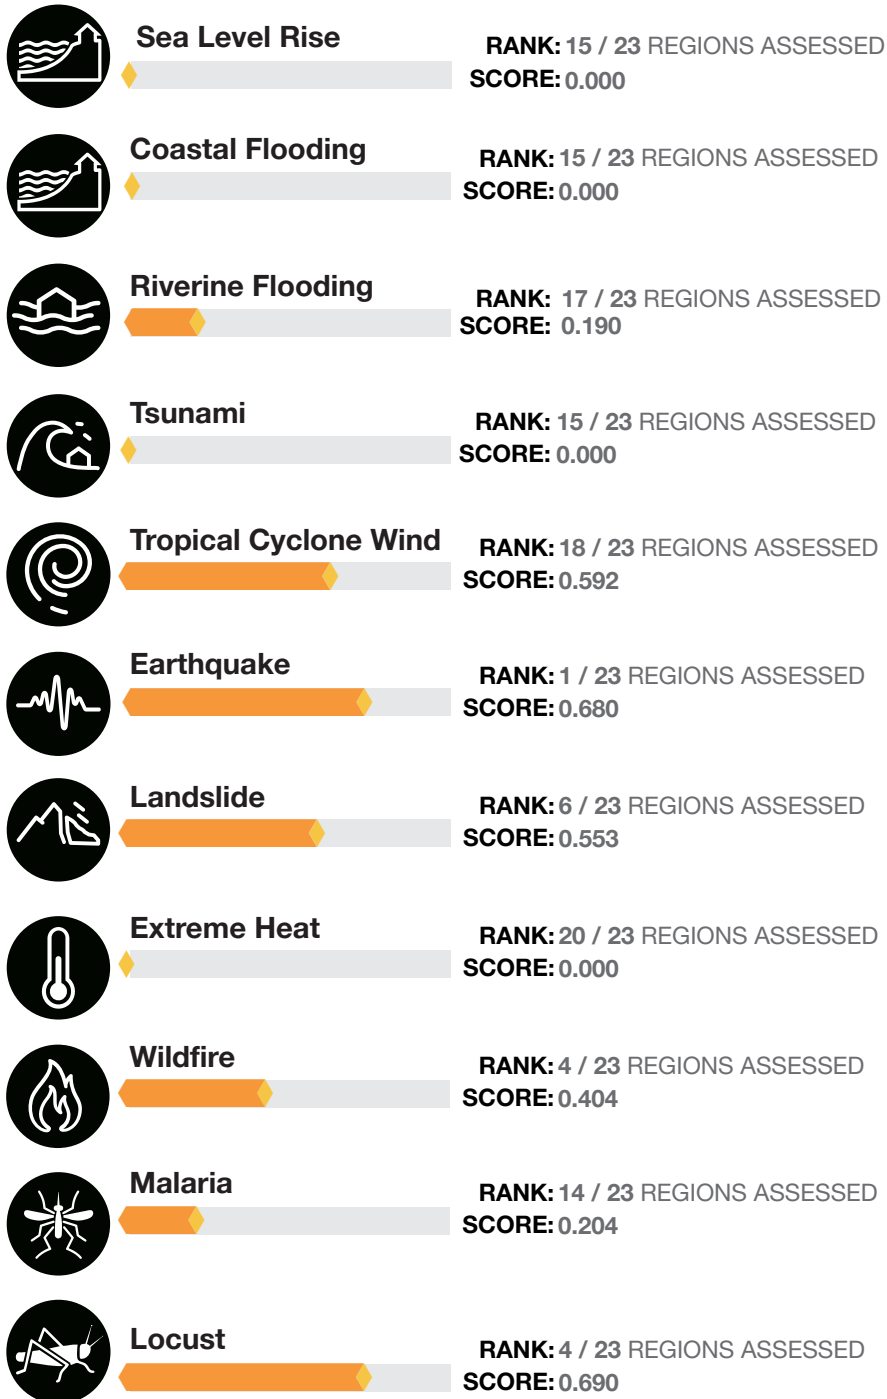 Sea Level Rise
RANK: 15 / 23 REGIONS ASSESSED
SCORE: 0.000
Coastal Flooding
RANK: 15 / 23 REGIONS ASSESSED
SCORE: 0.000
Riverine Flooding
RANK: 17 / 23 REGIONS ASSESSED
SCORE: 0.190
Tsunami
RANK: 15 / 23 REGIONS ASSESSED
SCORE: 0.000
Tropical Cyclone Wind
RANK: 18 / 23 REGIONS ASSESSED
SCORE: 0.592
Earthquake
RANK: 1 / 23 REGIONS ASSESSED
SCORE: 0.680
Landslide
RANK: 6 / 23 REGIONS ASSESSED
SCORE: 0.553
Extreme Heat
RANK: 20 / 23 REGIONS ASSESSED
SCORE: 0.000
Wildfire
RANK: 4 / 23 REGIONS ASSESSED
SCORE: 0.404
Malaria
RANK: 14 / 23 REGIONS ASSESSED
SCORE: 0.204
Locust
RANK: 4 / 23 REGIONS ASSESSED
SCORE: 0.690